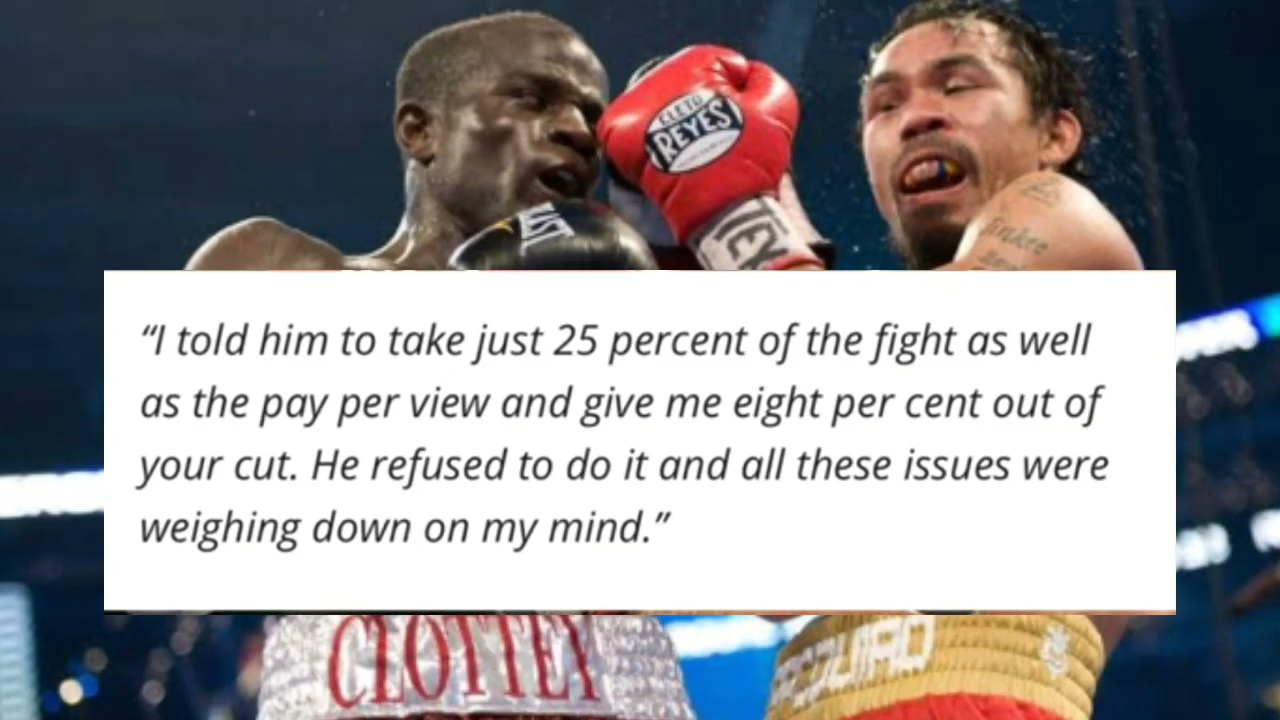 CLETO
REYES
“I told him to take just 25 percent of the fight as well
as the pay per view and give me eight per cent out of
your cut. He refused to do it and all these issues were
weighing down on my mind.”
CLOTTEY